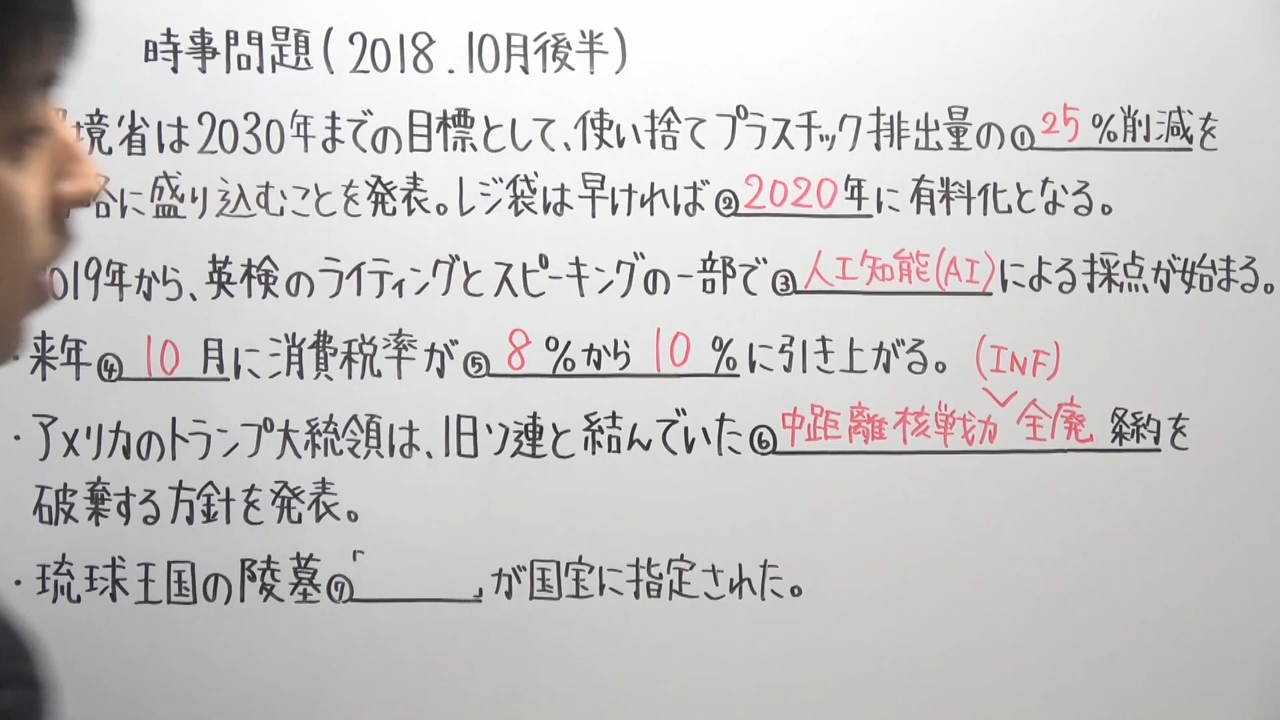 時事問題(2018.10月後半)
境省は2030年までの目標として、使い捨てプラスチック排出量の①25%削減を
に盛り込むことを発表。レジ袋は早ければ②2020年に有料化となる。
019年から、英検のライティングとスピーキングの一部で③人工知能(AI)による採点が始まる。
・来年④10月に消費税率が⑤8%から10%に引き上がる。(INF)
・アメリカのトランプ大統領は、旧ソ連と結んでいた⑥中距離核戦力全廃条約を
破棄する方針を発表。
・琉球王国の陵墓⑦「　　　」が国宝に指定された。